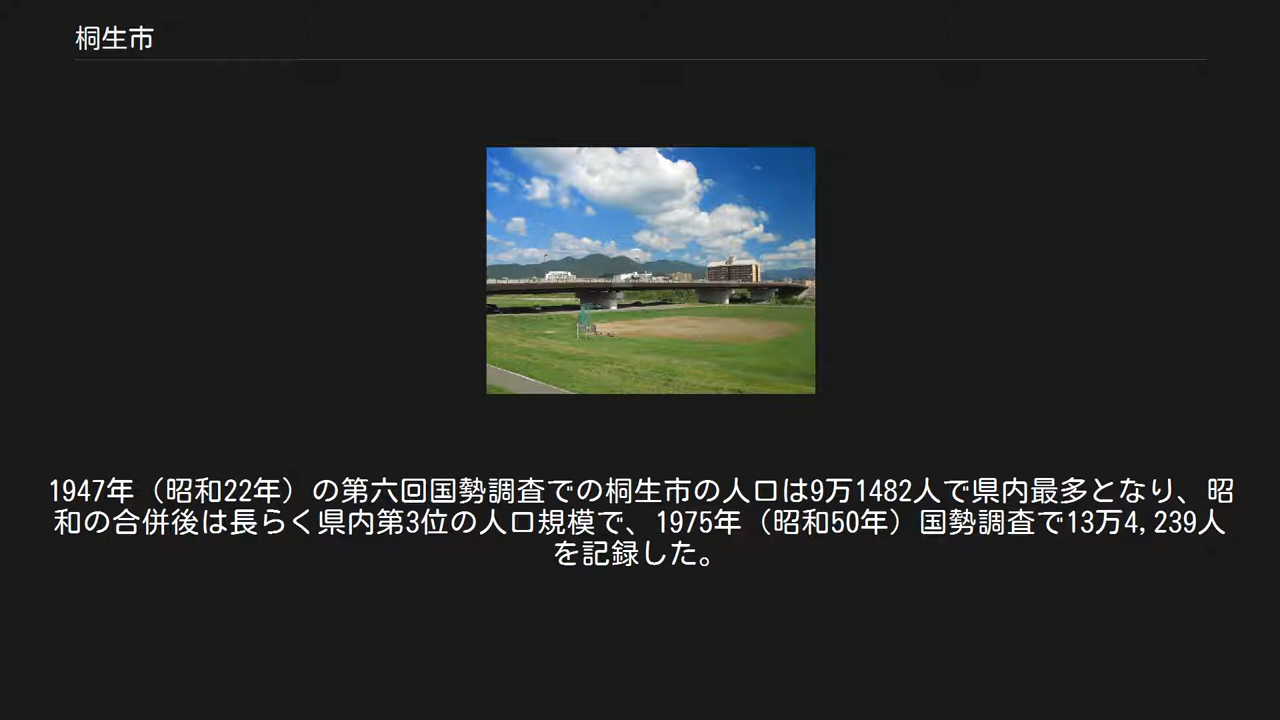 桐生市
1947年（昭和22年）の第六回国勢調査での桐生市の人口は9万1482人で県内最多となり、昭
和の合併後は長らく県内第3位の人口規模で、1975年（昭和50年）国勢調査で13万4,239人
を記録した。